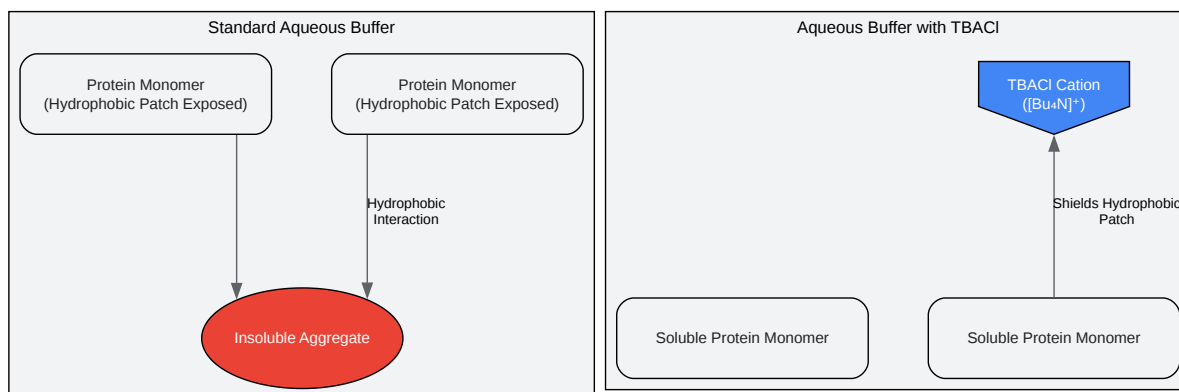 Standard Aqueous Buffer
Protein Monomer
(Hydrophobic Patch Exposed)
Protein Monomer
(Hydrophobic Patch Exposed)
Hydrophobic
Interaction
Insoluble Aggregate
Aqueous Buffer with TBACl
TBACl Cation
([Bu₄N]⁺)
Shields Hydrophobic
Patch
Soluble Protein Monomer
Soluble Protein Monomer